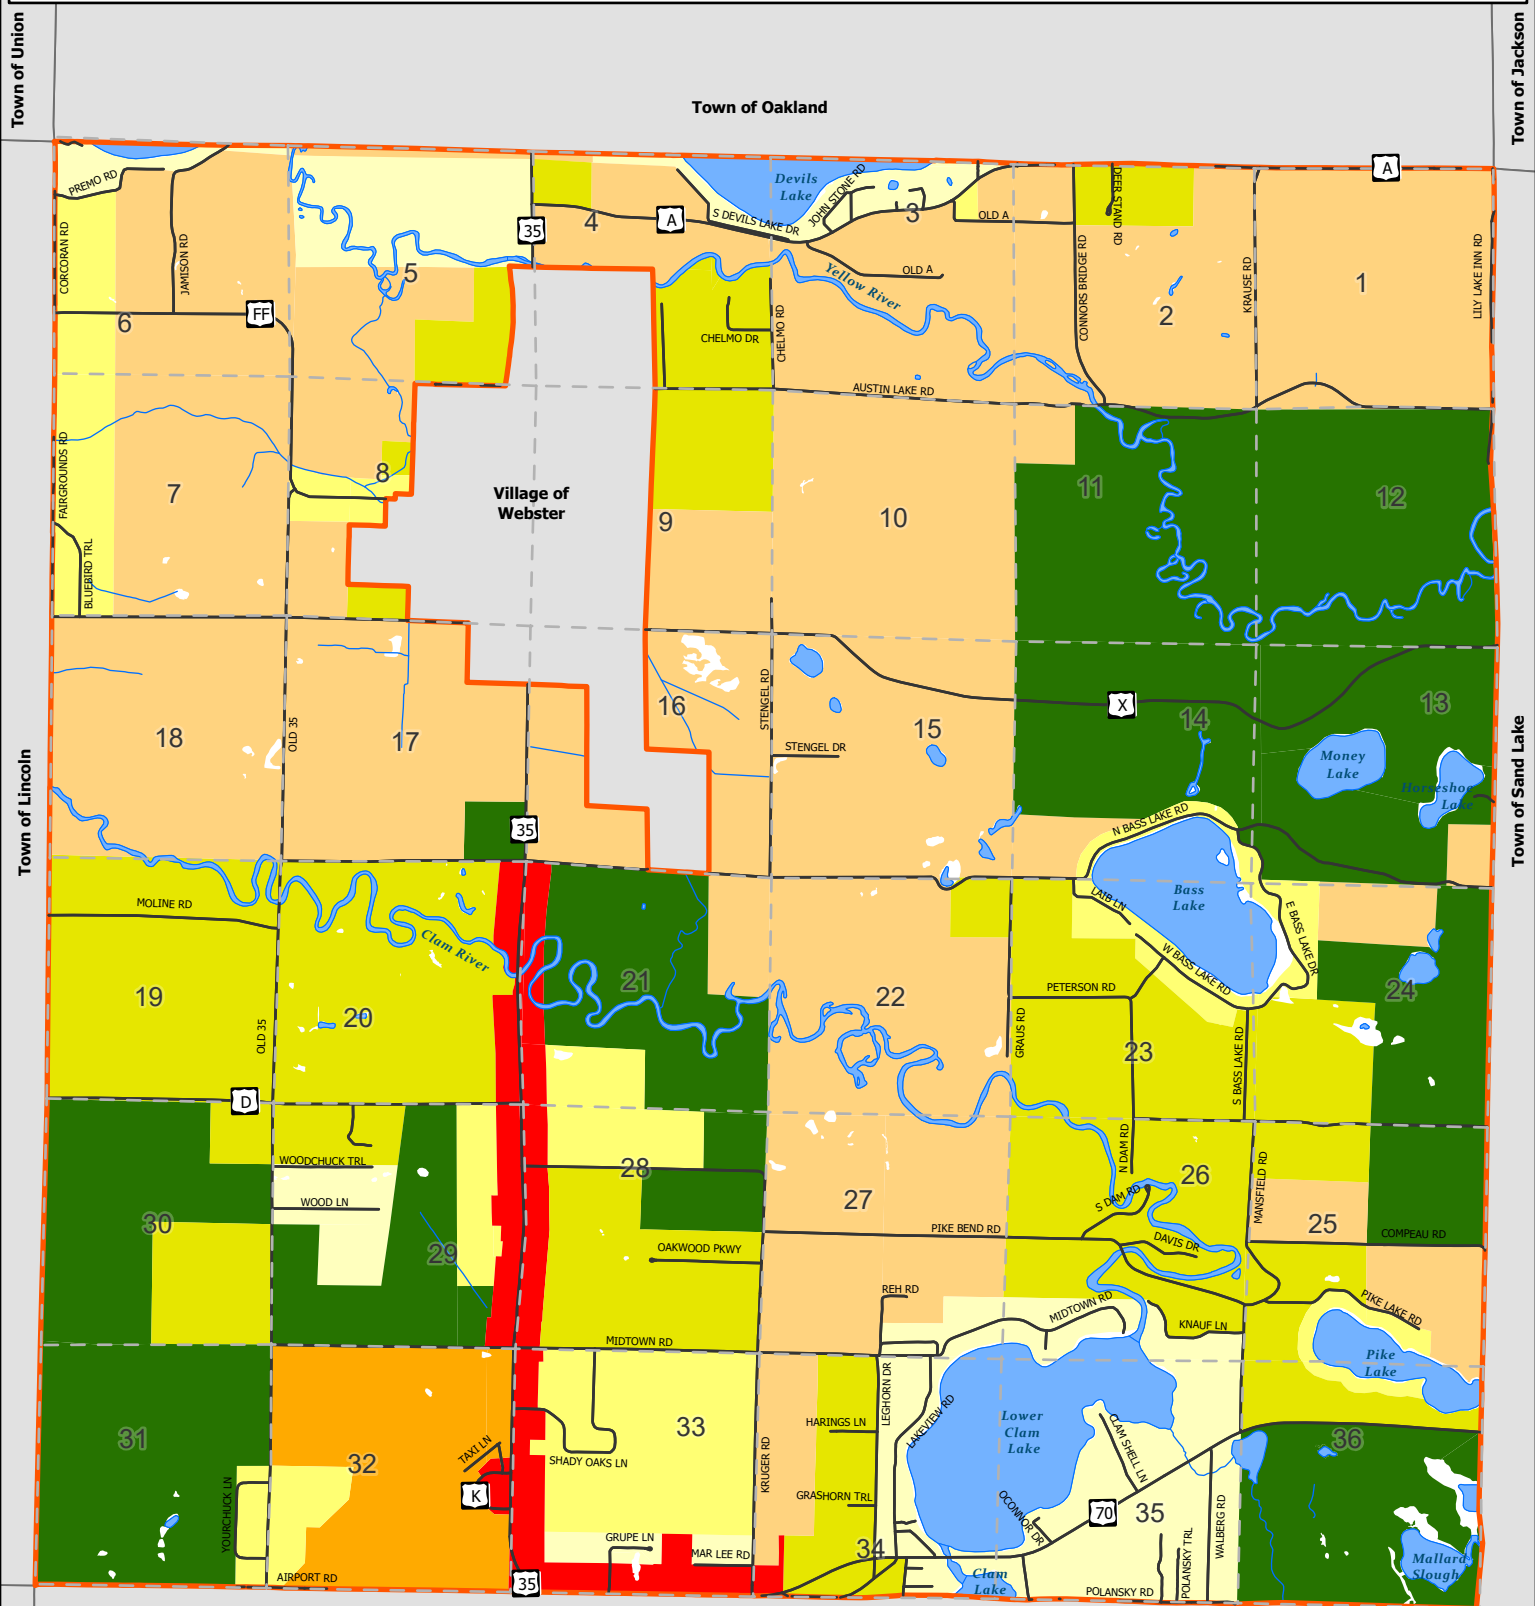 Town of Union
Town of Jackson
Town of Oakland
A
PREMO RD
CORCORAN RD
JAMISON RD
FF
6
5
35
4
A
Devils
Lake
S DEVILS LAKE DR
JOHN STONE RD
3
OLD A
OLD A
DEER STAND RD
CONNORS BRIDGE RD
2
KRAUSE RD
1
LILY LAKE INN RD
Yellow River
CHELMO DR
CHELMO RD
AUSTIN LAKE RD
FAIRGROUNDS RD
BLUEBIRD TRL
7
8
Village of
Webster
9
10
11
12
Town of Lincoln
Town of Sand Lake
18
OLD 35
17
35
16
STENGEL RD
STENGEL DR
15
X
14
13
Money
Lake
Horseshoe
Lake
N BASS LAKE RD
Bass
Lake
LAIB LN
W BASS LAKE RD
E BASS LAKE DR
MOLINE RD
Clam River
19
20
OLD 35
21
22
PETERSON RD
GRAUS RD
23
S BASS LAKE RD
24
D
WOODCHUCK TRL
WOOD LN
30
29
28
27
N DAM RD
S DAM RD
26
MANSFIELD RD
25
COMPEAU RD
PIKE BEND RD
DAVIS DR
OAKWOOD PKWY
REH RD
MIDTOWN RD
KNAUF LN
PIKE LAKE RD
Pike
Lake
MIDTOWN RD
31
32
TAXI LN
K
33
SHADY OAKS LN
KRUGER RD
HARINGS LN
LEGHORN DR
LAKEVIEW RD
Lower
Clam
Lake
CLAM SHELL LN
36
YOURCHUCK LN
GRASHORN TRL
OCONNOR DR
70
35
WALBERG RD
GRUPE LN
MAR LEE RD
34
AIRPORT RD
35
Clam
Lake
POLANSKY RD
POLANSKY TRL
Mallard
Slough